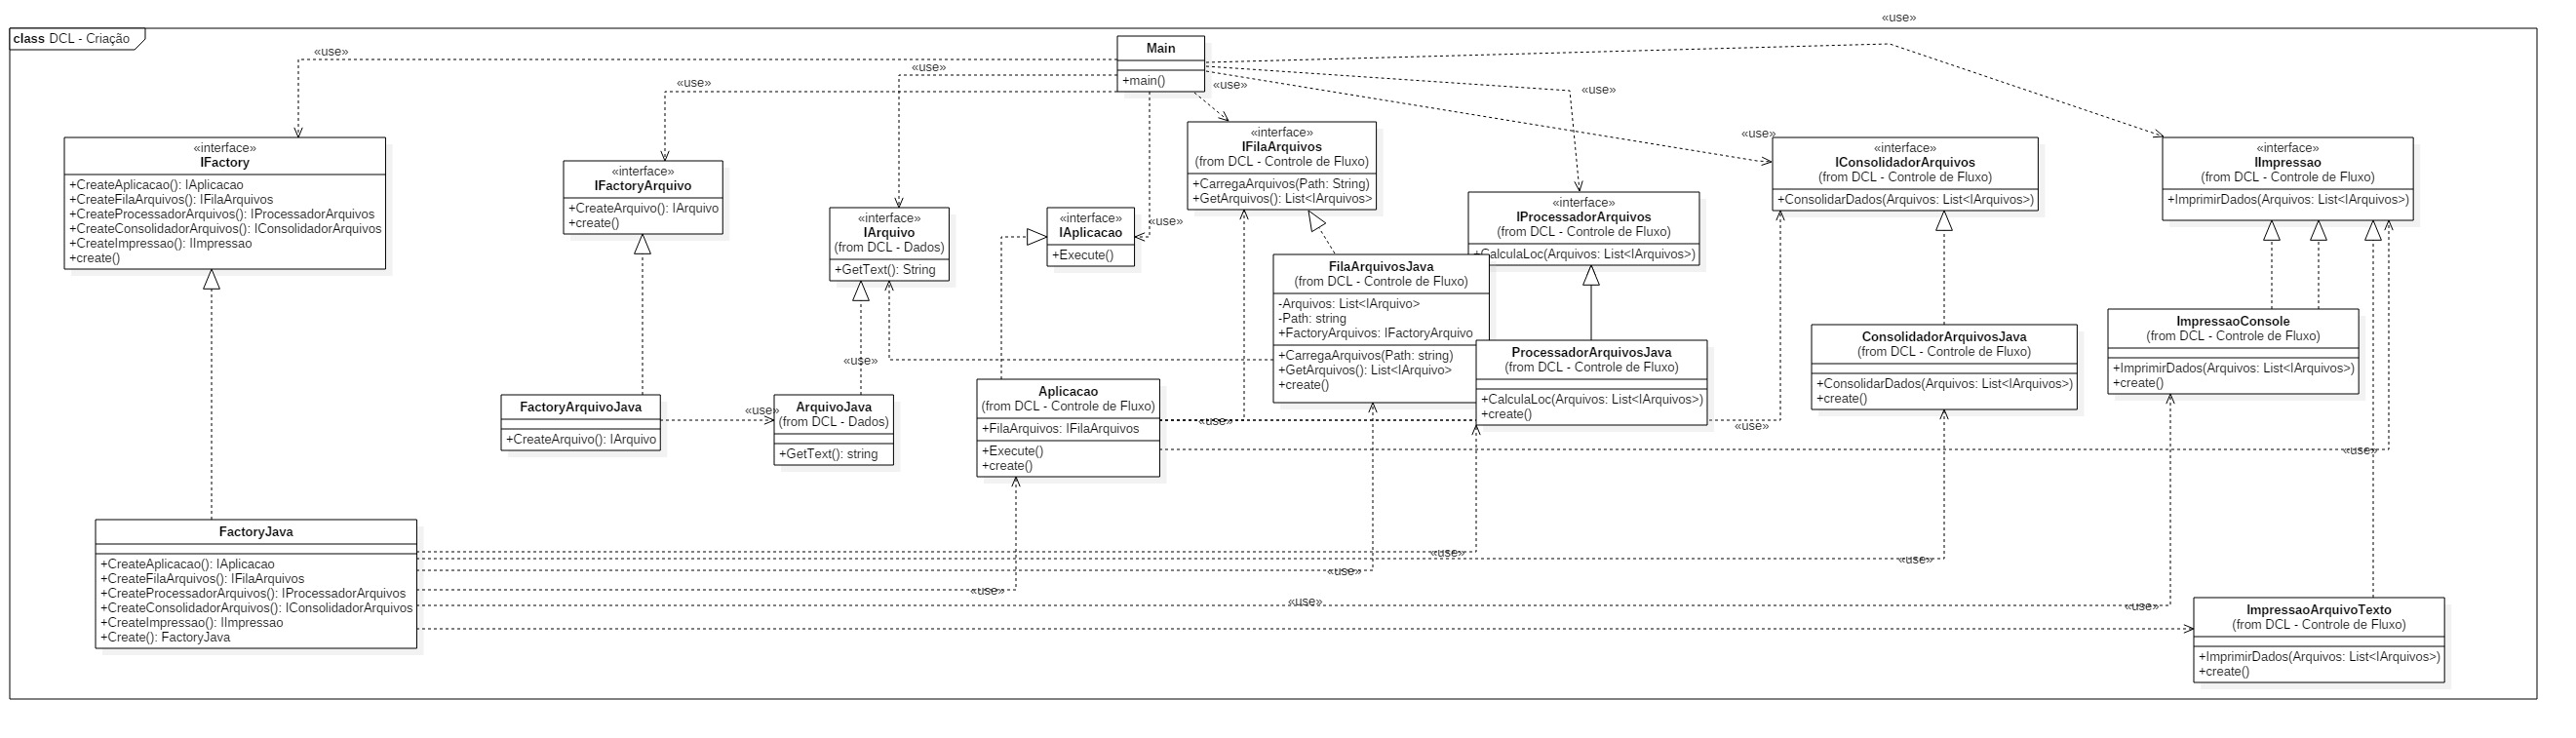 «use»
class DCL - Criação
«use»
Main
+main()
«use»
«use»
«use»
«use»
«use»
«interface»
IFactory
+CreateAplicacao(): IAplicacao
+CreateFilaArquivos(): IFilaArquivos
+CreateProcessadorArquivos(): IProcessadorArquivos
+CreateConsolidadorArquivos(): IConsolidadorArquivos
+CreateImpressao(): IImpressao
+create()
«interface»
IFactoryArquivo
+CreateArquivo(): IArquivo
+create()
«interface»
IArquivo
(from DCL - Dados)
+GetText(): String
«interface»
IAplicacao
+Execute()
«use»
«interface»
IFilaArquivos
(from DCL - Controle de Fluxo)
+CarregaArquivos(Path: String)
+GetArquivos(): List<IArquivos>
«interface»
IProcessadorArquivos
(from DCL - Controle de Fluxo)
+CalculaLoc(Arquivos: List<IArquivos>)
«interface»
IConsolidadorArquivos
(from DCL - Controle de Fluxo)
+ConsolidarDados(Arquivos: List<IArquivos>)
«interface»
IImpressao
(from DCL - Controle de Fluxo)
+ImprimirDados(Arquivos: List<IArquivos>)
FilaArquivosJava
(from DCL - Controle de Fluxo)
-Arquivos: List<IArquivo>
-Path: string
+FactoryArquivos: IFactoryArquivo
+CarregaArquivos(Path: string)
+GetArquivos(): List<IArquivo>
+create()
«use»
ProcessadorArquivosJava
(from DCL - Controle de Fluxo)
+CalculaLoc(Arquivos: List<IArquivos>)
+create()
ConsolidadorArquivosJava
(from DCL - Controle de Fluxo)
+ConsolidarDados(Arquivos: List<IArquivos>)
+create()
ImpressaoConsole
(from DCL - Controle de Fluxo)
+ImprimirDados(Arquivos: List<IArquivos>)
+create()
FactoryArquivoJava
+CreateArquivo(): IArquivo
«use»
ArquivoJava
(from DCL - Dados)
+GetText(): string
Aplicacao
(from DCL - Controle de Fluxo)
+FilaArquivos: IFilaArquivos
+Execute()
+create()
«use»
«use»
«use»
FactoryJava
+CreateAplicacao(): IAplicacao
+CreateFilaArquivos(): IFilaArquivos
+CreateProcessadorArquivos(): IProcessadorArquivos
+CreateConsolidadorArquivos(): IConsolidadorArquivos
+CreateImpressao(): IImpressao
+Create(): FactoryJava
«use»
«use»
«use»
«use»
«use»
«use»
ImpressaoArquivoTexto
(from DCL - Controle de Fluxo)
+ImprimirDados(Arquivos: List<IArquivos>)
+create()